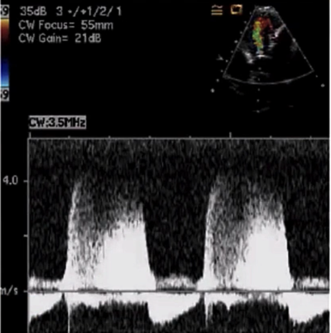 35dB 3 -/+1/2/1
CW Focus= 55mm
CW Gain= 21dB
CW:3.5MHz
4.0
m/s